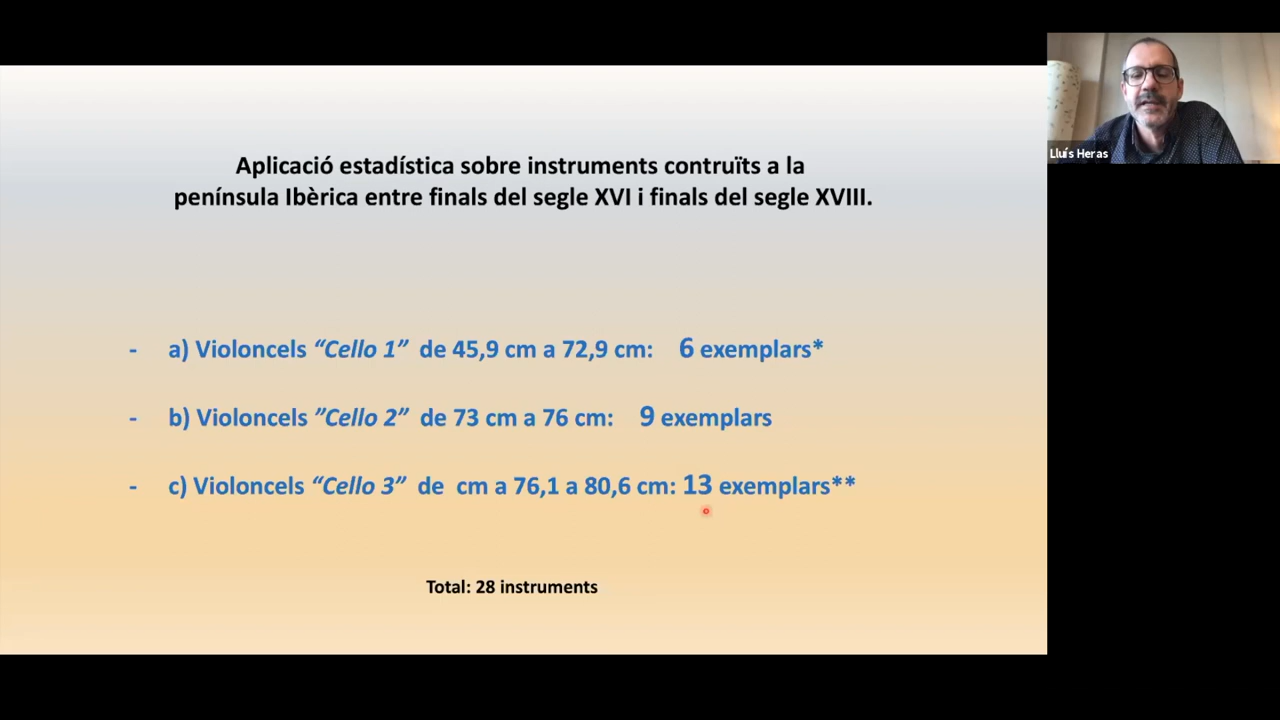 Aplicació estadística sobre instruments contruïts a la
península Ibèrica entre finals del segle XVI i finals del segle XVIII.
- a) Violoncels “Cello 1” de 45,9 cm a 72,9 cm: 6 exemplars*
- b) Violoncels ”Cello 2” de 73 cm a 76 cm: 9 exemplars
- c) Violoncels “Cello 3” de cm a 76,1 a 80,6 cm: 13 exemplars**
Total: 28 instruments
Lluís Heras